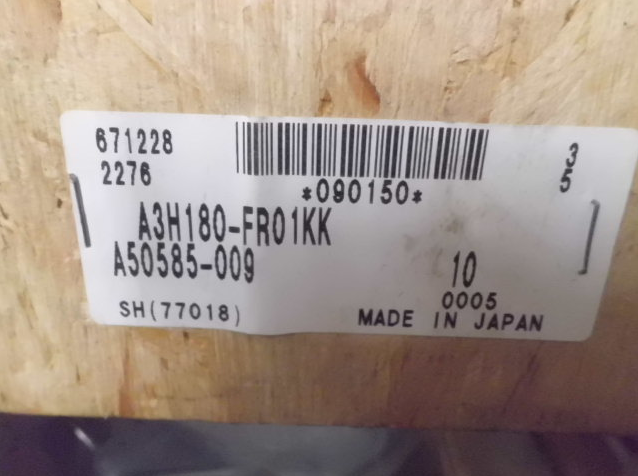 671228
2276
*090150*
3
5
A3H180-FR01KK
A50585-009
10
0005
SH(77018)
MADE IN JAPAN